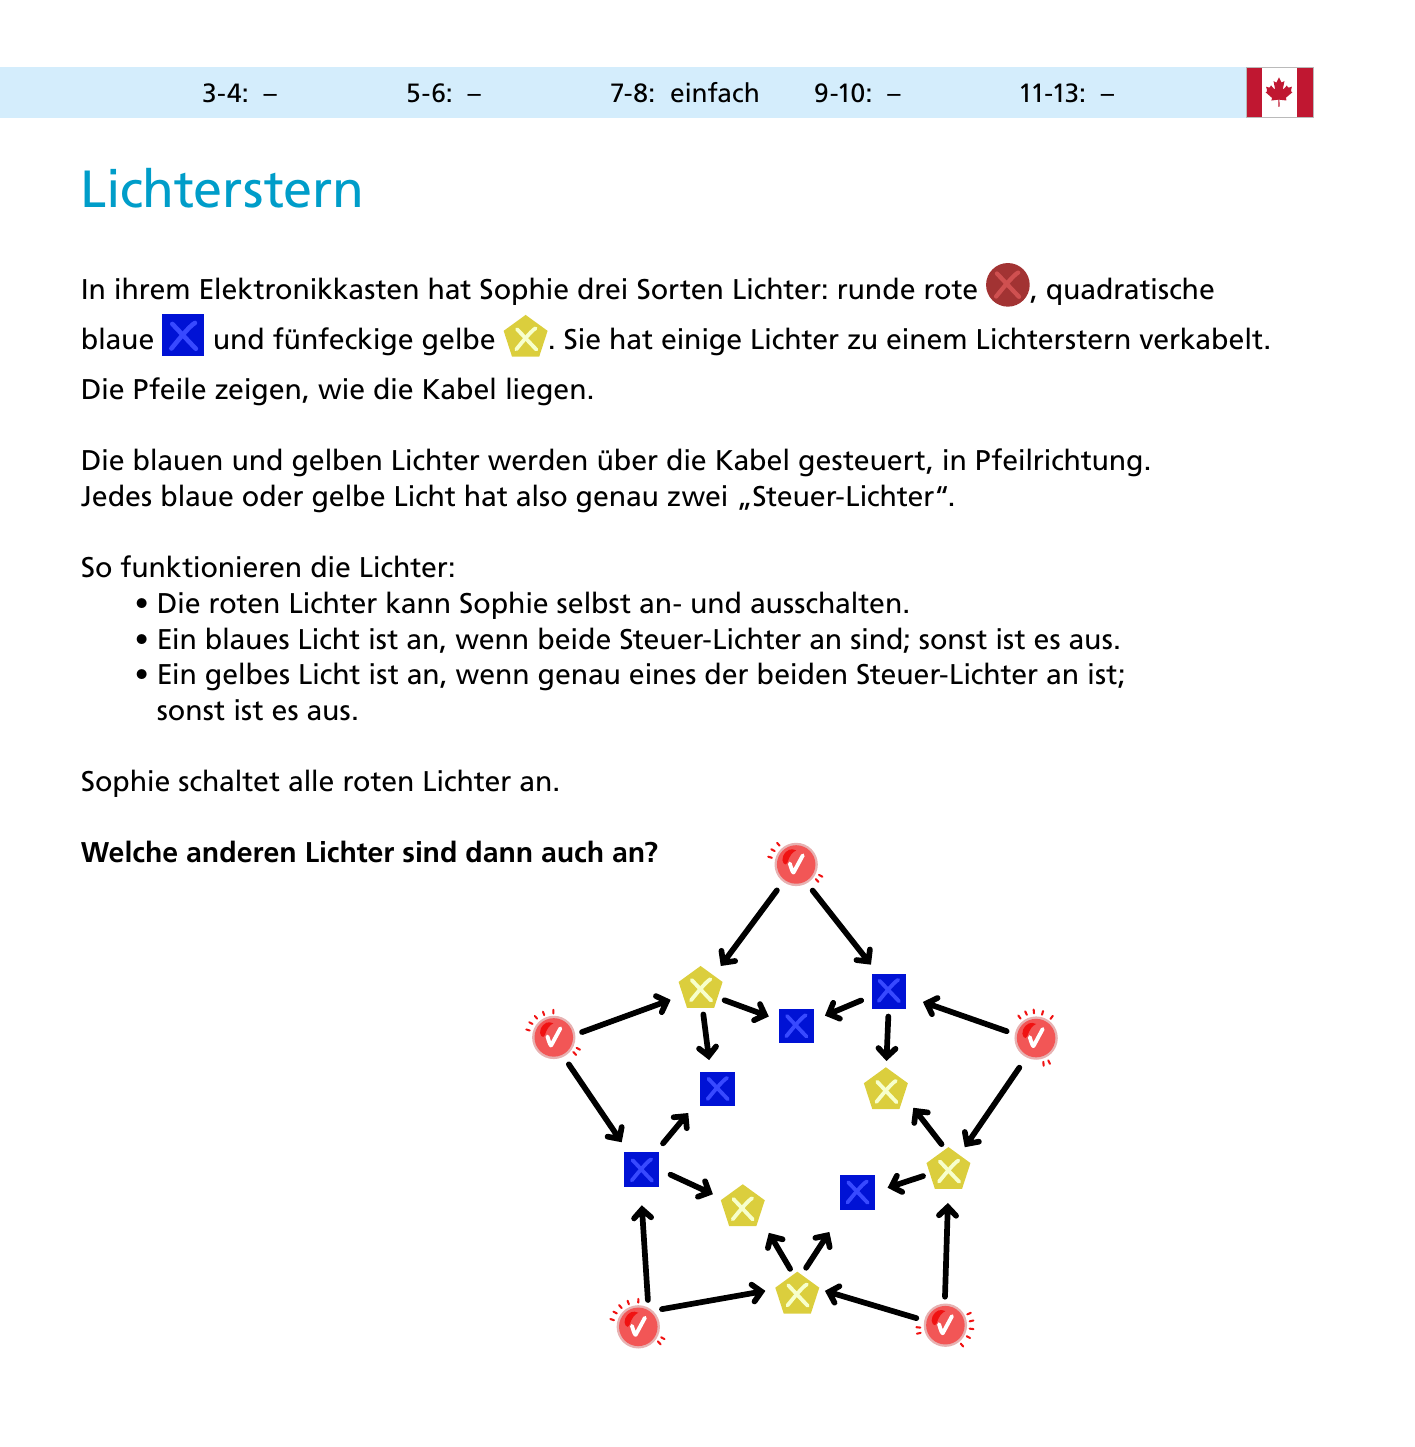 3-4: – 5-6: – 7-8: einfach 9-10: – 11-13: –
Lichterstern
In ihrem Elektronikkasten hat Sophie drei Sorten Lichter: runde rote , quadratische
blaue und fünfeckige gelbe . Sie hat einige Lichter zu einem Lichterstern verkabelt.
Die Pfeile zeigen, wie die Kabel liegen.
Die blauen und gelben Lichter werden über die Kabel gesteuert, in Pfeilrichtung.
Jedes blaue oder gelbe Licht hat also genau zwei „Steuer-Lichter“.
So funktionieren die Lichter:
• Die roten Lichter kann Sophie selbst an- und ausschalten.
• Ein blaues Licht ist an, wenn beide Steuer-Lichter an sind; sonst ist es aus.
• Ein gelbes Licht ist an, wenn genau eines der beiden Steuer-Lichter an ist;
sonst ist es aus.
Sophie schaltet alle roten Lichter an.
Welche anderen Lichter sind dann auch an?